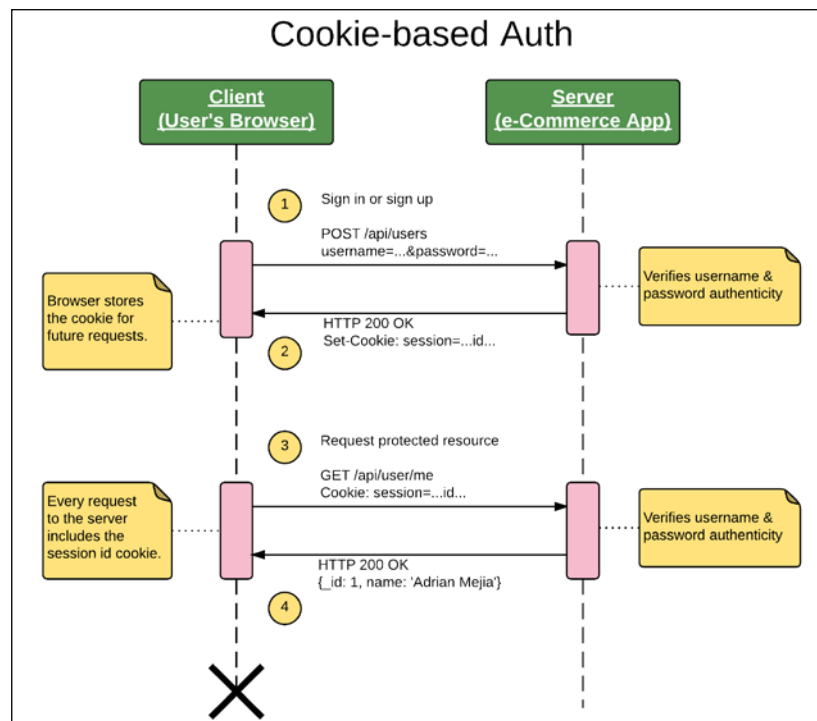 Cookie-based Auth
Client
(User's Browser)
Server
(e-Commerce App)
1
Sign in or sign up
POST /api/users
username=...&password=...
Verifies username &
password authenticity
Browser stores
the cookie for
future requests.
HTTP 200 OK
Set-Cookie: session=...id...
2
3
Request protected resource
GET /api/user/me
Cookie: session=...id...
Every request
to the server
includes the
session id cookie.
Verifies username &
password authenticity
HTTP 200 OK
{_id: 1, name: 'Adrian Mejia'}
4